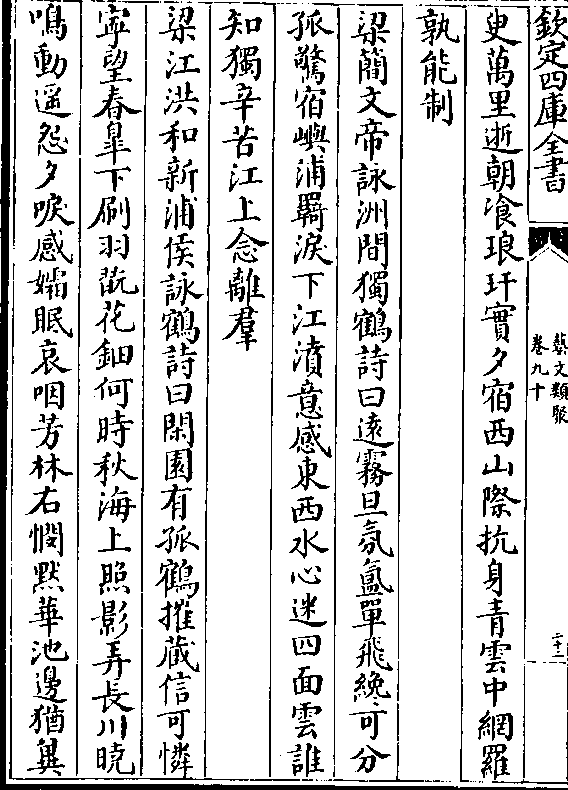 欽定四庫全書
藝文類聚
卷九十
二十二
叟萬里逝朝飡琅玕實夕宿西山際抗身青雲中網羅
孰能制
梁簡文帝詠洲間獨鶴詩曰遠霧旦氛氳單飛纔可分
孤驚宿嶼浦羈淚下江濆意感東西水心迷四面雲誰
知獨辛苦江上念離羣
梁江洪和新浦侯詠鶴詩曰閑園有孤鶴摧藏信可憐
寧望春臯下刷羽翫花鈿何時秋海上照影弄長川曉
鳴動遥怨夕唳感孀眠哀咽芳林右惘默華池邊猶兾